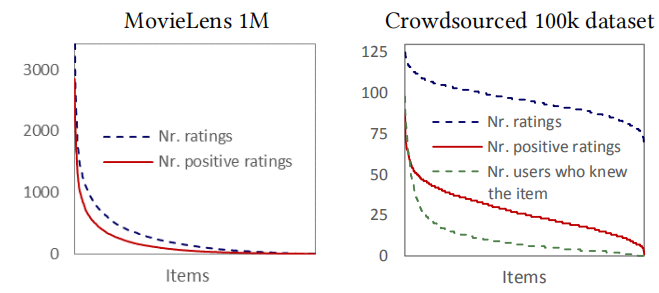 MovieLens 1M
3000
2000
1000
0
Nr. ratings
Nr. positive ratings
Items
Crowdsourced 100k dataset
125
100
75
50
25
0
Nr. ratings
Nr. positive ratings
Nr. users who knew
the item
Items